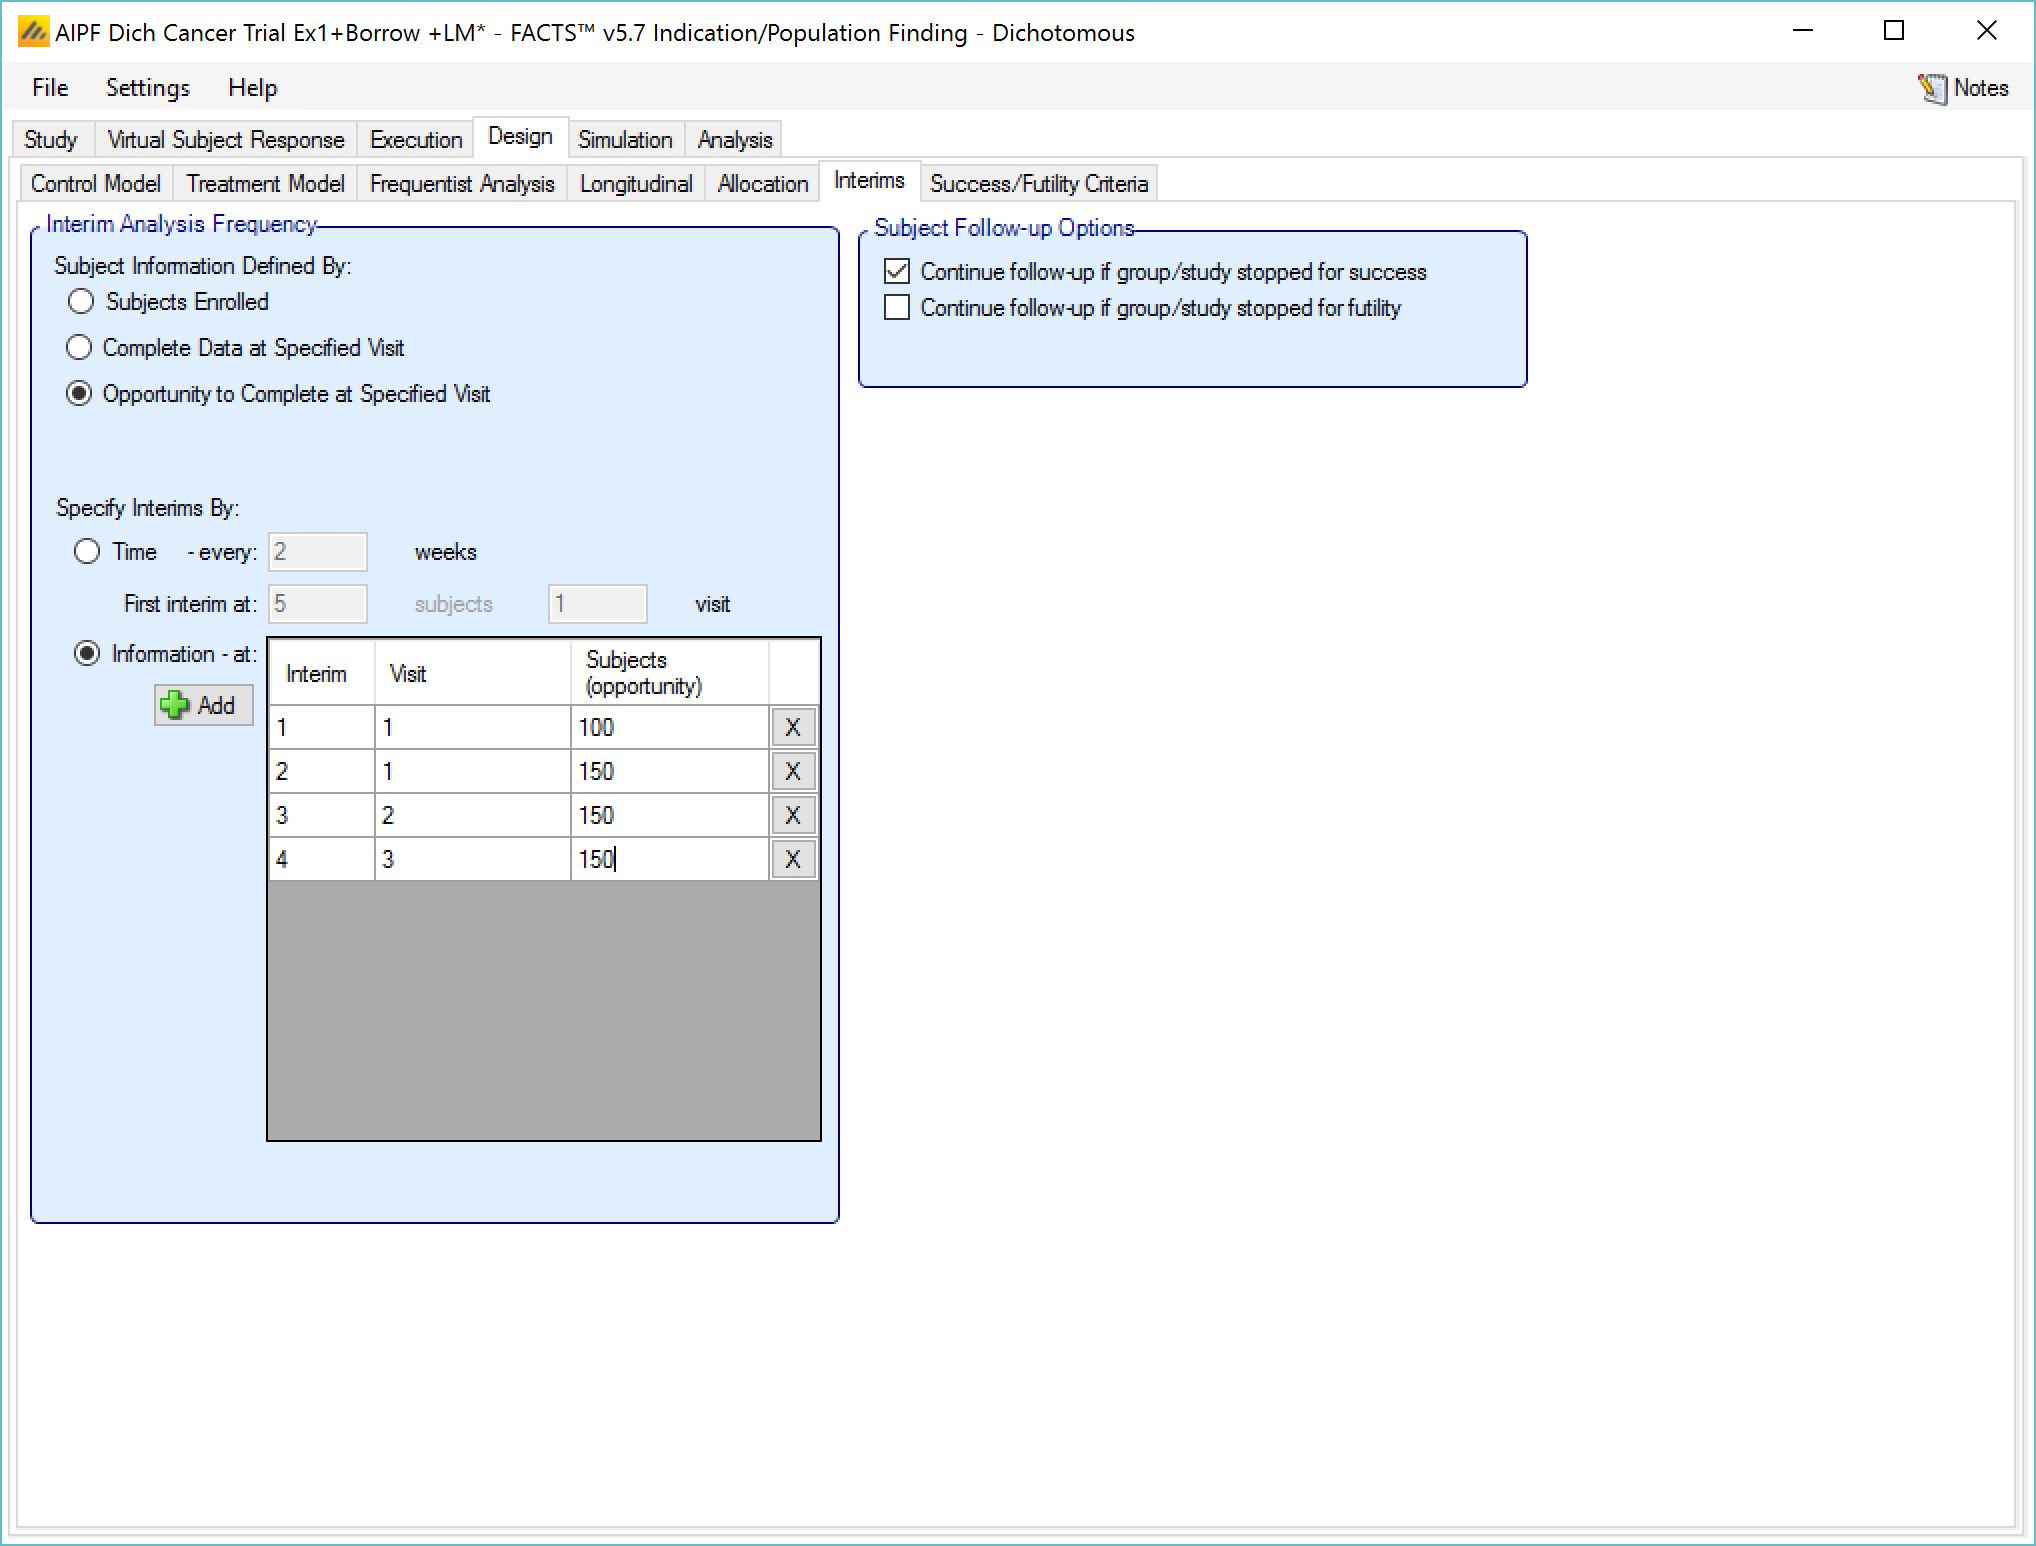 AIPF Dich Cancer Trial Ex1+Borrow +LM* - FACTS™ v5.7 Indication/Population Finding - Dichotomous
File Settings Help Notes
Study Virtual Subject Response Execution Design Simulation Analysis
Control Model Treatment Model Frequentist Analysis Longitudinal Allocation Interims Success/Futility Criteria
Interim Analysis Frequency
Subject Information Defined By:
Subjects Enrolled
Complete Data at Specified Visit
Opportunity to Complete at Specified Visit
Specify Interims By:
Time - every: 2 weeks
First interim at: 5 subjects 1 visit
Information - at:
Add
Interim Visit Subjects (opportunity)
1 1 100 X
2 1 150 X
3 2 150 X
4 3 150 X
Subject Follow-up Options
Continue follow-up if group/study stopped for success
Continue follow-up if group/study stopped for futility